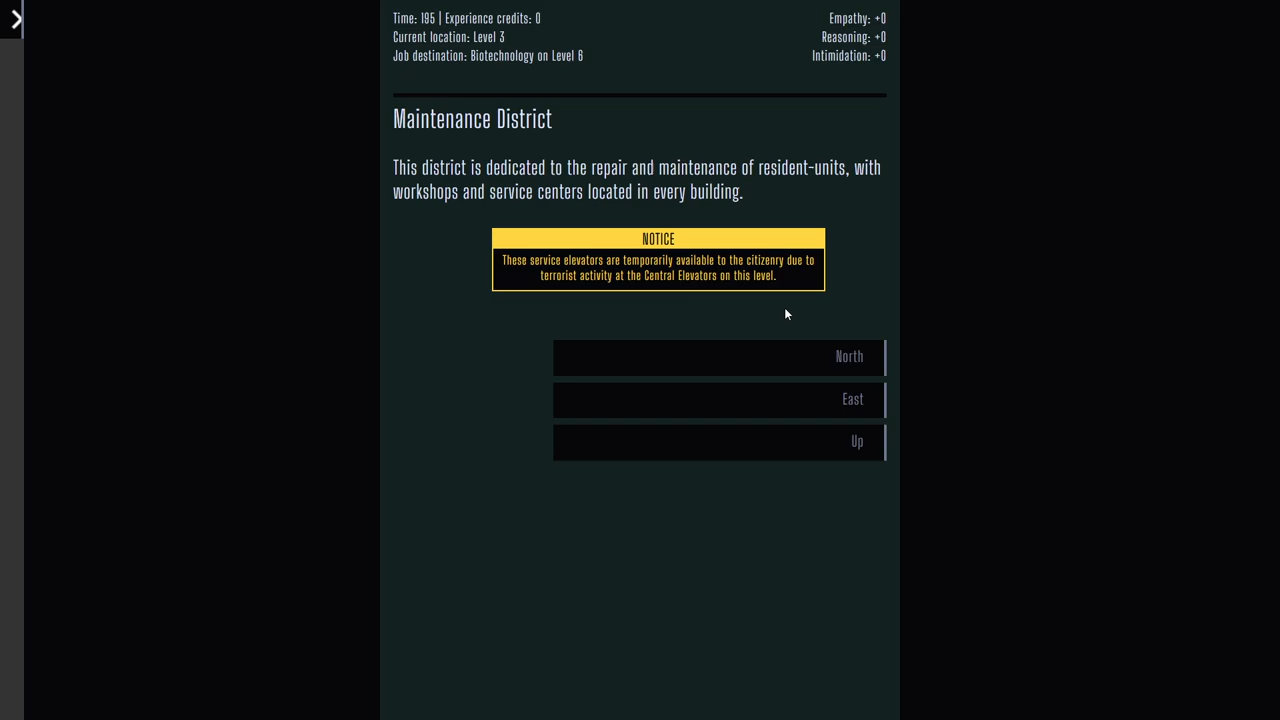 Time: 195 | Experience credits: 0
Empathy: +0
Current location: Level 3
Reasoning: +0
Job destination: Biotechnology on Level 6
Intimidation: +0
Maintenance District
This district is dedicated to the repair and maintenance of resident-units, with
workshops and service centers located in every building.
NOTICE
These service elevators are temporarily available to the citizenry due to
terrorist activity at the Central Elevators on this level.
North
East
Up